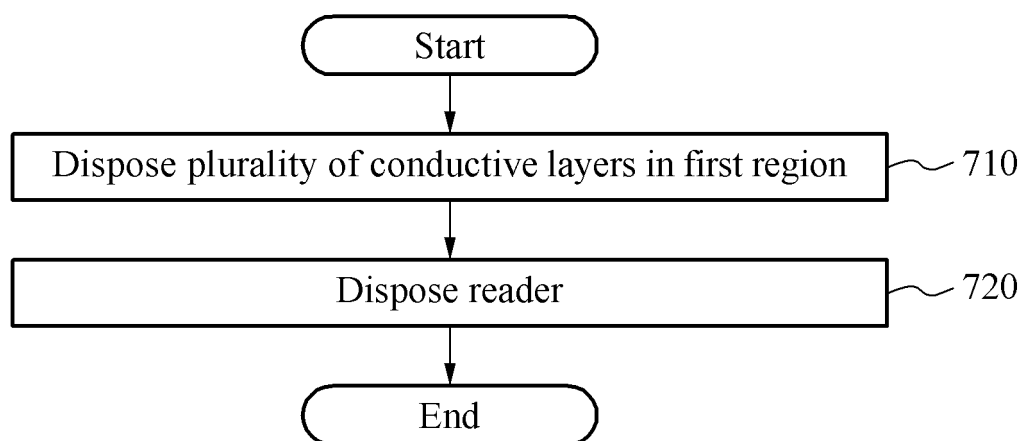 Start
Dispose plurality of conductive layers in first region
710
Dispose reader
720
End